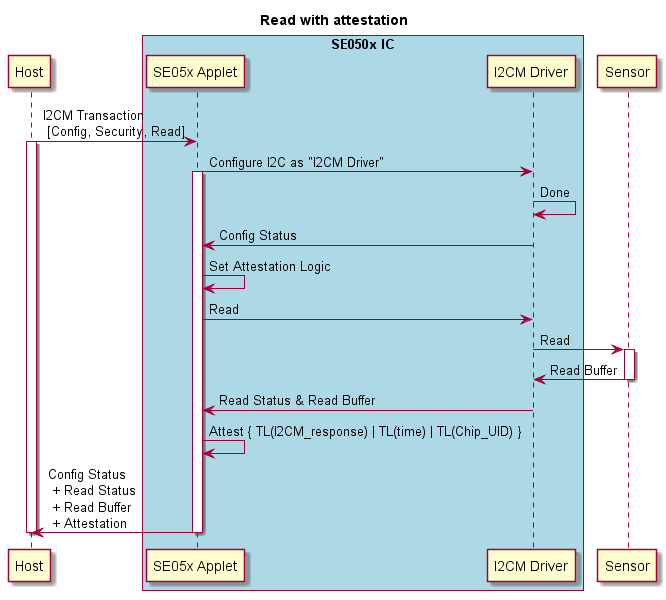 Read with attestation
SE050x IC
Host
SE05x Applet
I2CM Driver
Sensor
I2CM Transaction
[Config, Security, Read]
Configure I2C as "I2CM Driver"
Done
Config Status
Set Attestation Logic
Read
Read
Read Buffer
Read Status & Read Buffer
Attest { TL(I2CM_response) | TL(time) | TL(Chip_UID) }
Config Status
+ Read Status
+ Read Buffer
+ Attestation
Host
SE05x Applet
I2CM Driver
Sensor